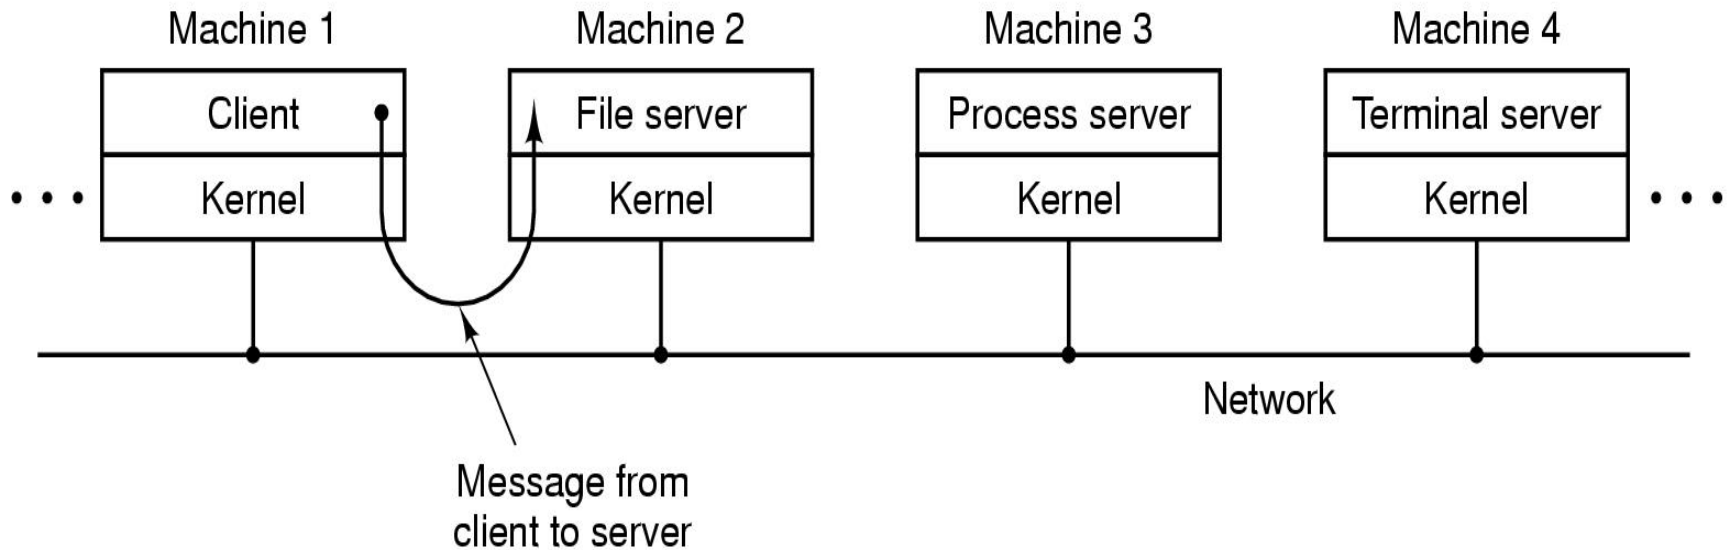 Machine 1
Machine 2
Machine 3
Machine 4
Client
File server
Process server
Terminal server
Kernel
Kernel
Kernel
Kernel
Network
Message from
client to server